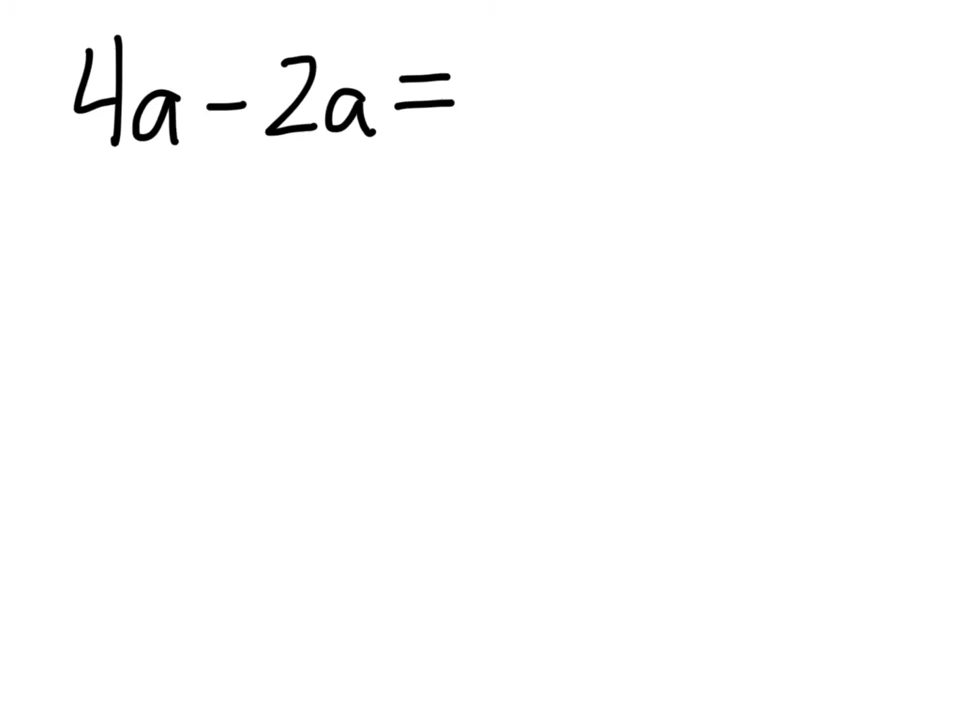 4a - 2a =